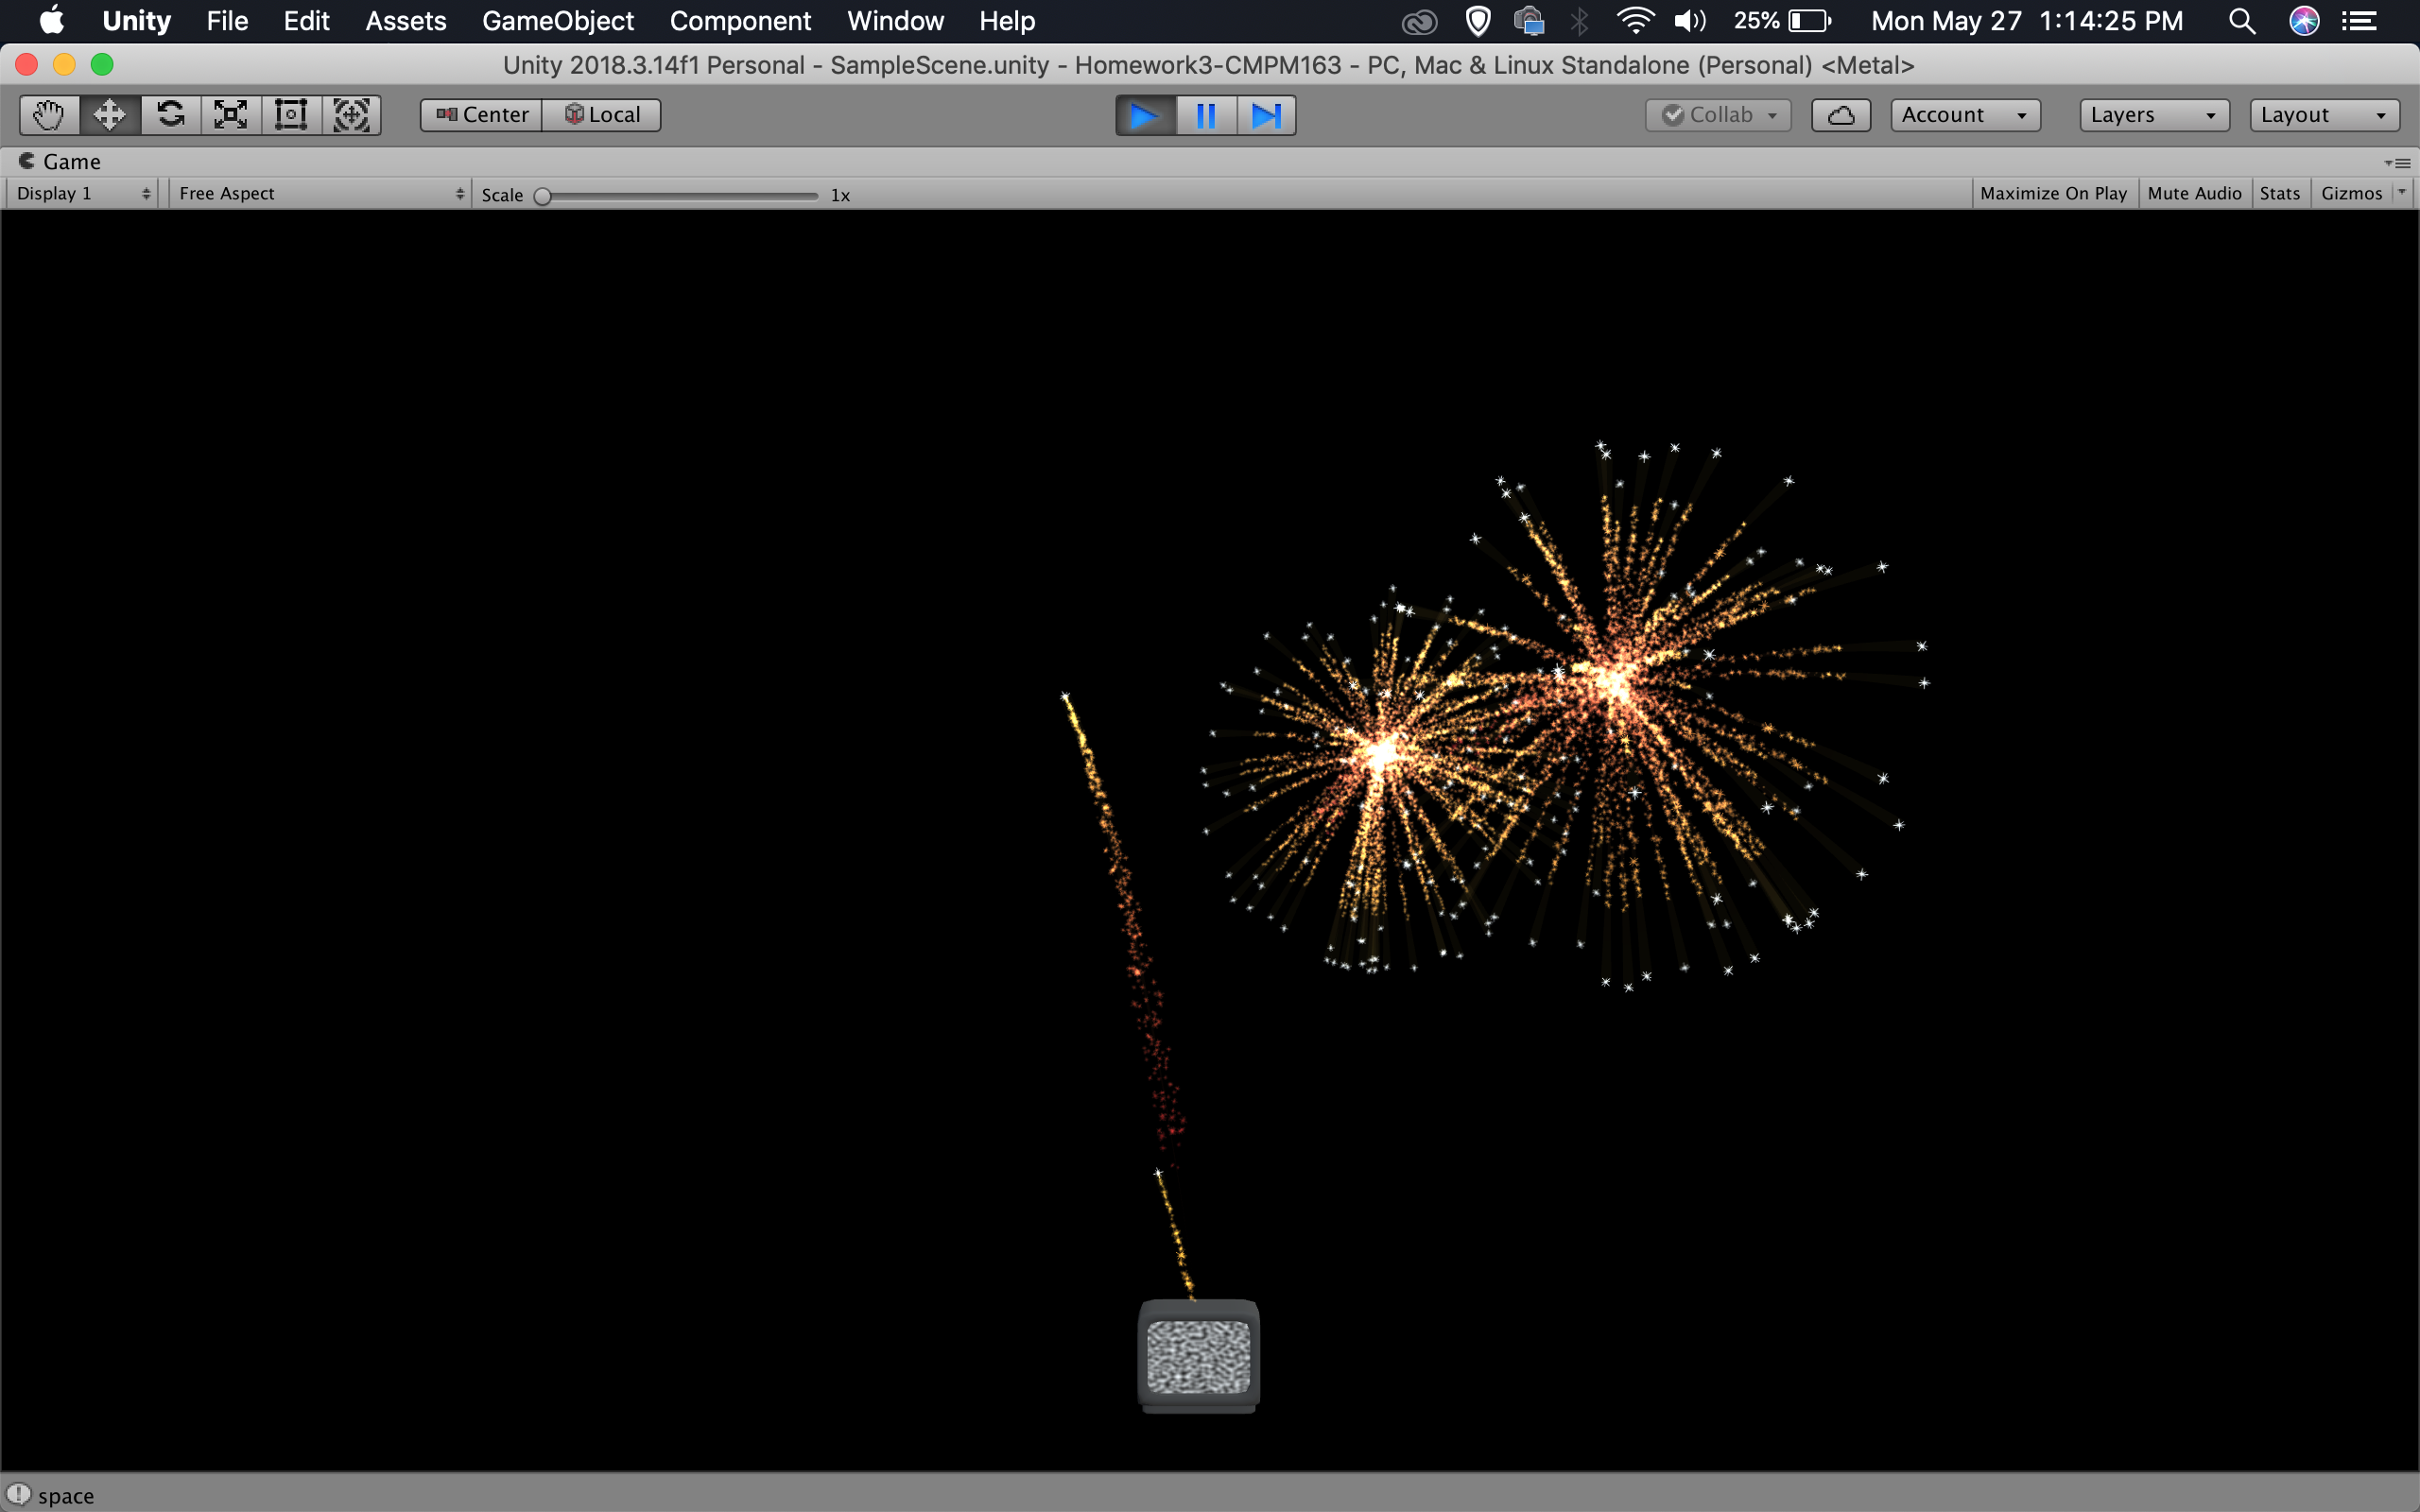 Unity File Edit Assets GameObject Component Window Help 25% Mon May 27 1:14:25 PM
Unity 2018.3.14f1 Personal - SampleScene.unity - Homework3-CMPM163 - PC, Mac & Linux Standalone (Personal) <Metal>
Center Local Collab Account Layers Layout
Game
Display 1 Free Aspect Scale 1x Maximize On Play Mute Audio Stats Gizmos
space